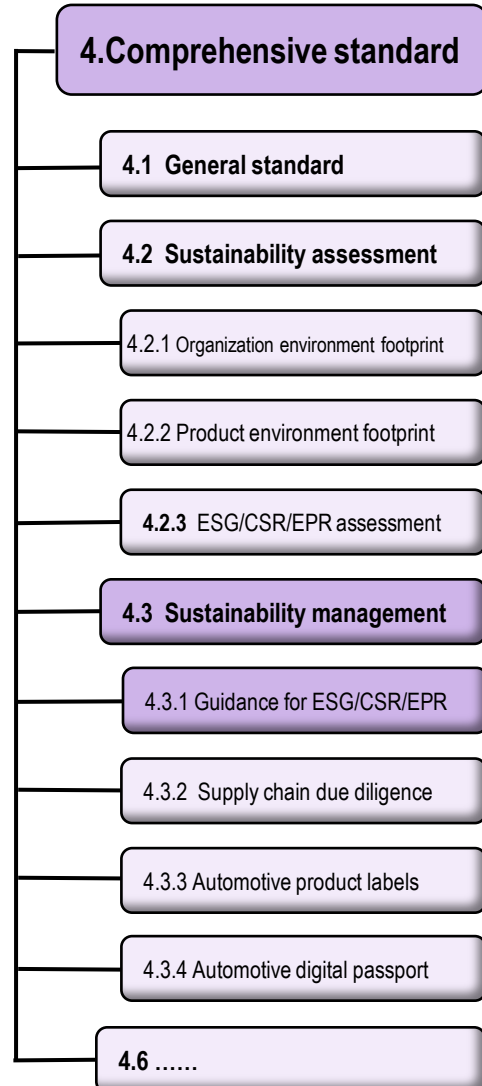 4.Comprehensive standard
4.1 General standard
4.2 Sustainability assessment
4.2.1 Organization environment footprint
4.2.2 Product environment footprint
4.2.3 ESG/CSR/EPR assessment
4.3 Sustainability management
4.3.1 Guidance for ESG/CSR/EPR
4.3.2 Supply chain due diligence
4.3.3 Automotive product labels
4.3.4 Automotive digital passport
4.6 ......